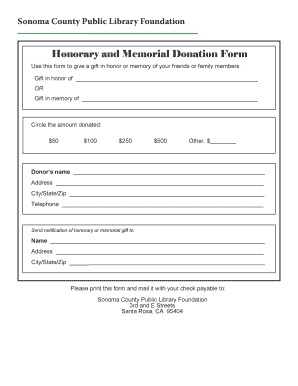 Sonoma County Public Library Foundation
Honorary and Memorial Donation Form
Use this form to give a gift in honor or memory of your friends or family members
Gift in honor of
OR
Gift in memory of
Circle the amount donated:
$50 $100 $250 $500 Other: $
Donor's name
Address
City/State/Zip
Telephone
Send notification of honorary or memorial gift to:
Name
Address
City/State/Zip
Please print this form and mail it with your check payable to:
Sonoma County Public Library Foundation
3rd and E Streets
Santa Rosa, CA 95404